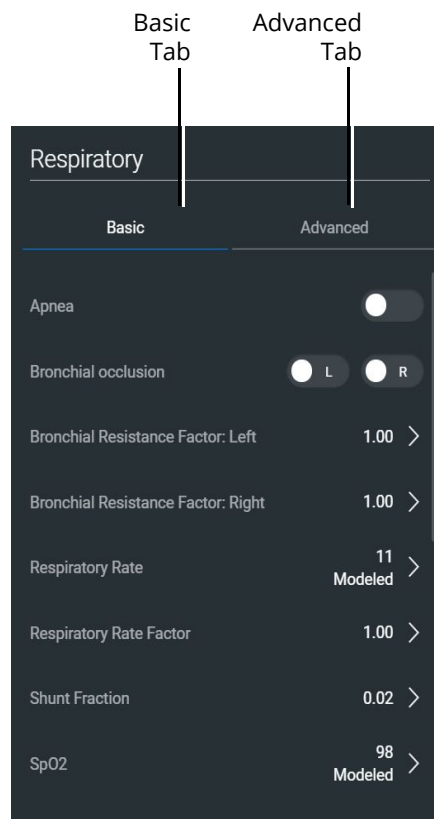 Basic Tab
Advanced Tab
Respiratory
Basic
Advanced
Apnea
Bronchial occlusion
L
R
Bronchial Resistance Factor: Left
1.00
Bronchial Resistance Factor: Right
1.00
Respiratory Rate
11
Modeled
Respiratory Rate Factor
1.00
Shunt Fraction
0.02
SpO2
98
Modeled